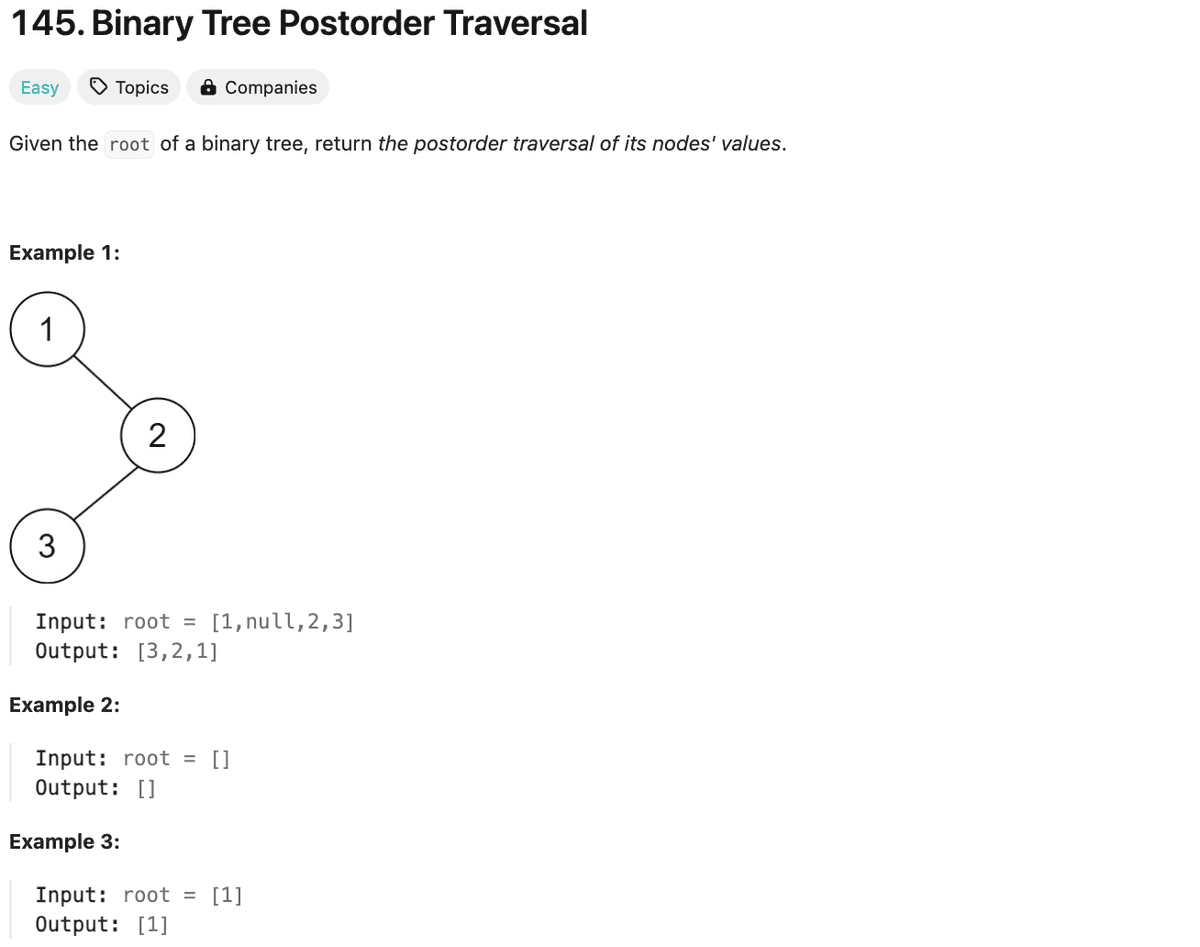 145. Binary Tree Postorder Traversal
Easy Topics Companies
Given the root of a binary tree, return the postorder traversal of its nodes' values.
Example 1:
1
2
3
Input: root = [1,null,2,3]
Output: [3,2,1]
Example 2:
Input: root = []
Output: []
Example 3:
Input: root = [1]
Output: [1]